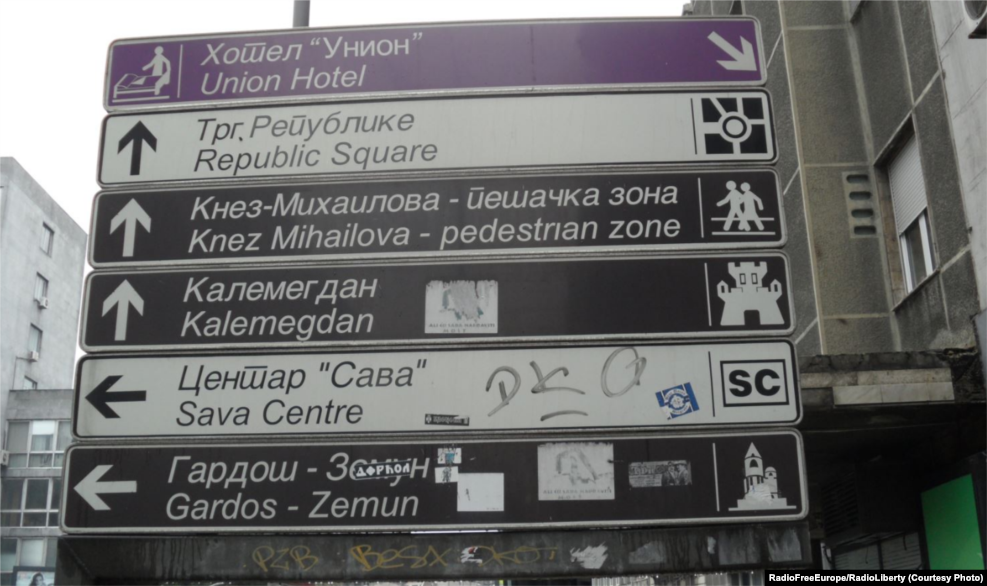 Хотел “Унион”
Union Hotel
Трг Републике
Republic Square
Кнез-Михаилова - пешачка зона
Knez Mihailova - pedestrian zone
Калемегдан
Kalemegdan
Центар "Сава"
Sava Centre
SC
Гардош - Земун
ДОРЋОЛ
Gardos - Zemun
RadioFreeEurope/RadioLiberty (Courtesy Photo)